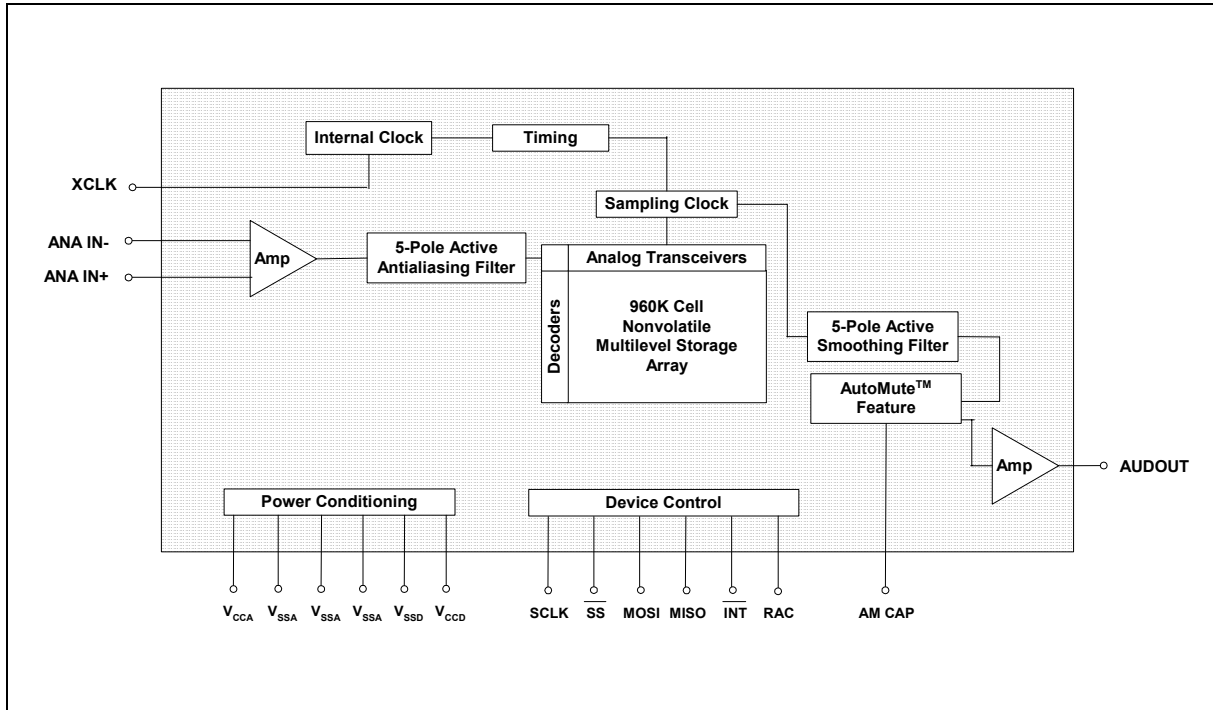 Internal Clock
Timing
XCLK
Sampling Clock
ANA IN-
ANA IN+
Amp
5-Pole Active
Antialiasing Filter
Analog Transceivers
Decoders
960K Cell
Nonvolatile
Multilevel Storage
Array
5-Pole Active
Smoothing Filter
AutoMute™
Feature
Amp
AUDOUT
Power Conditioning
Device Control
VCCA
VSSA
VSSA
VSSA
VSSD
VCCD
SCLK
SS
MOSI
MISO
INT
RAC
AM CAP